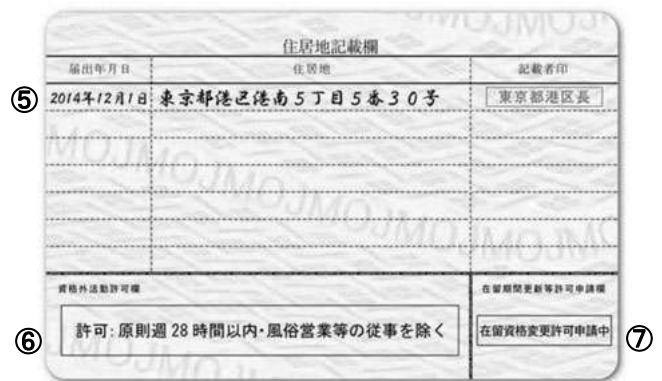 住居地記載欄
届出年月日 住居地 記載者印
⑤ 2014年12月1日 東京都港区港南5丁目5番30号 東京都港区長
MOJMOJMOJMOJMOJMO
資格外活動許可欄 在留期間更新等許可申請欄
⑥ 許可:原則週28時間以内・風俗営業等の従事を除く 在留資格変更許可申請中 ⑦